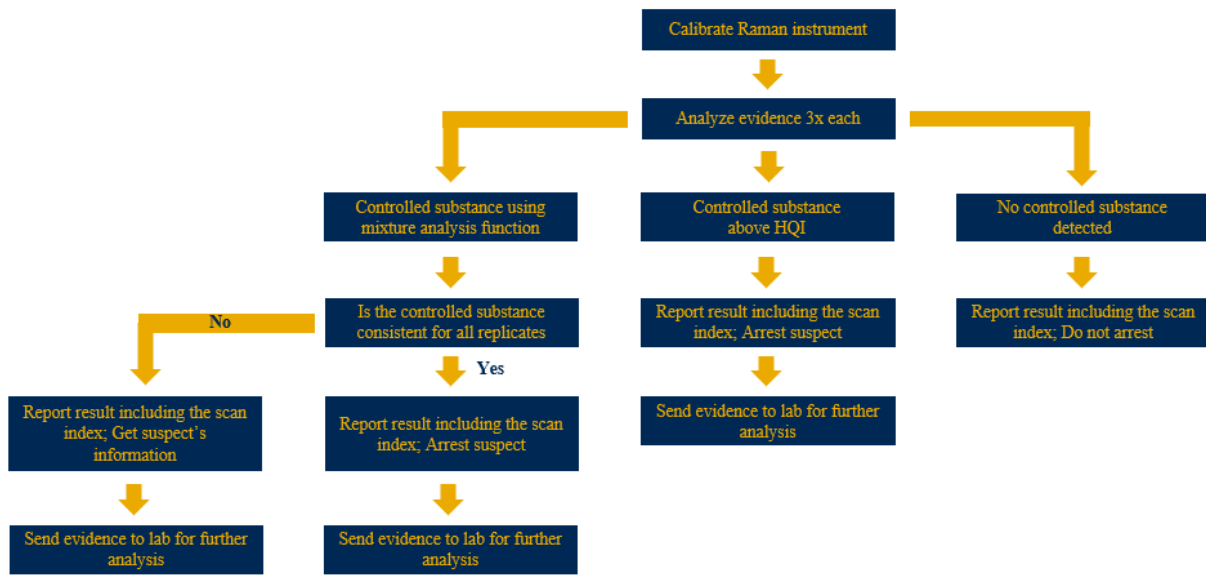 Calibrate Raman instrument
Analyze evidence 3x each
Controlled substance using
mixture analysis function
Controlled substance
above HQI
No controlled substance
detected
No
Is the controlled substance
consistent for all replicates
Report result including the scan
index; Arrest suspect
Report result including the scan
index; Do not arrest
Yes
Report result including the scan
index; Get suspect's
information
Report result including the scan
index; Arrest suspect
Send evidence to lab for further
analysis
Send evidence to lab for further
analysis
Send evidence to lab for further
analysis